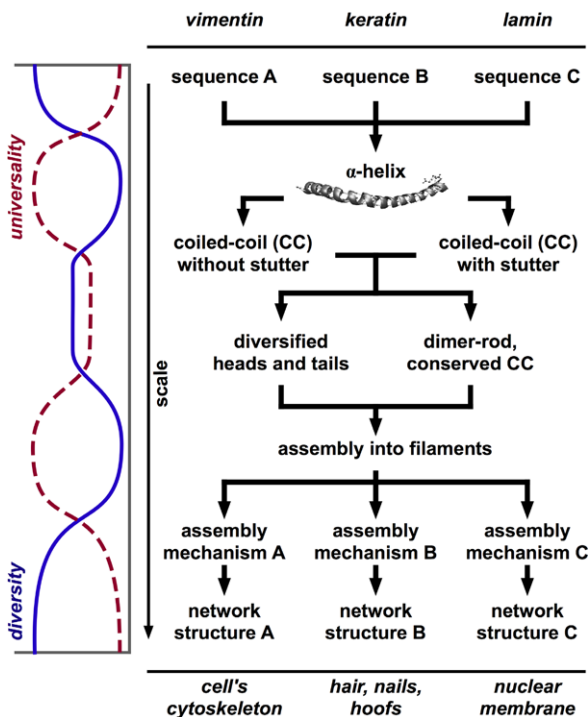 vimentin keratin lamin
sequence A sequence B sequence C
α-helix
universality
coiled-coil (CC) without stutter
coiled-coil (CC) with stutter
diversified heads and tails
dimer-rod, conserved CC
scale
assembly into filaments
assembly mechanism A
assembly mechanism B
assembly mechanism C
diversity
network structure A
network structure B
network structure C
cell's cytoskeleton
hair, nails, hoofs
nuclear membrane